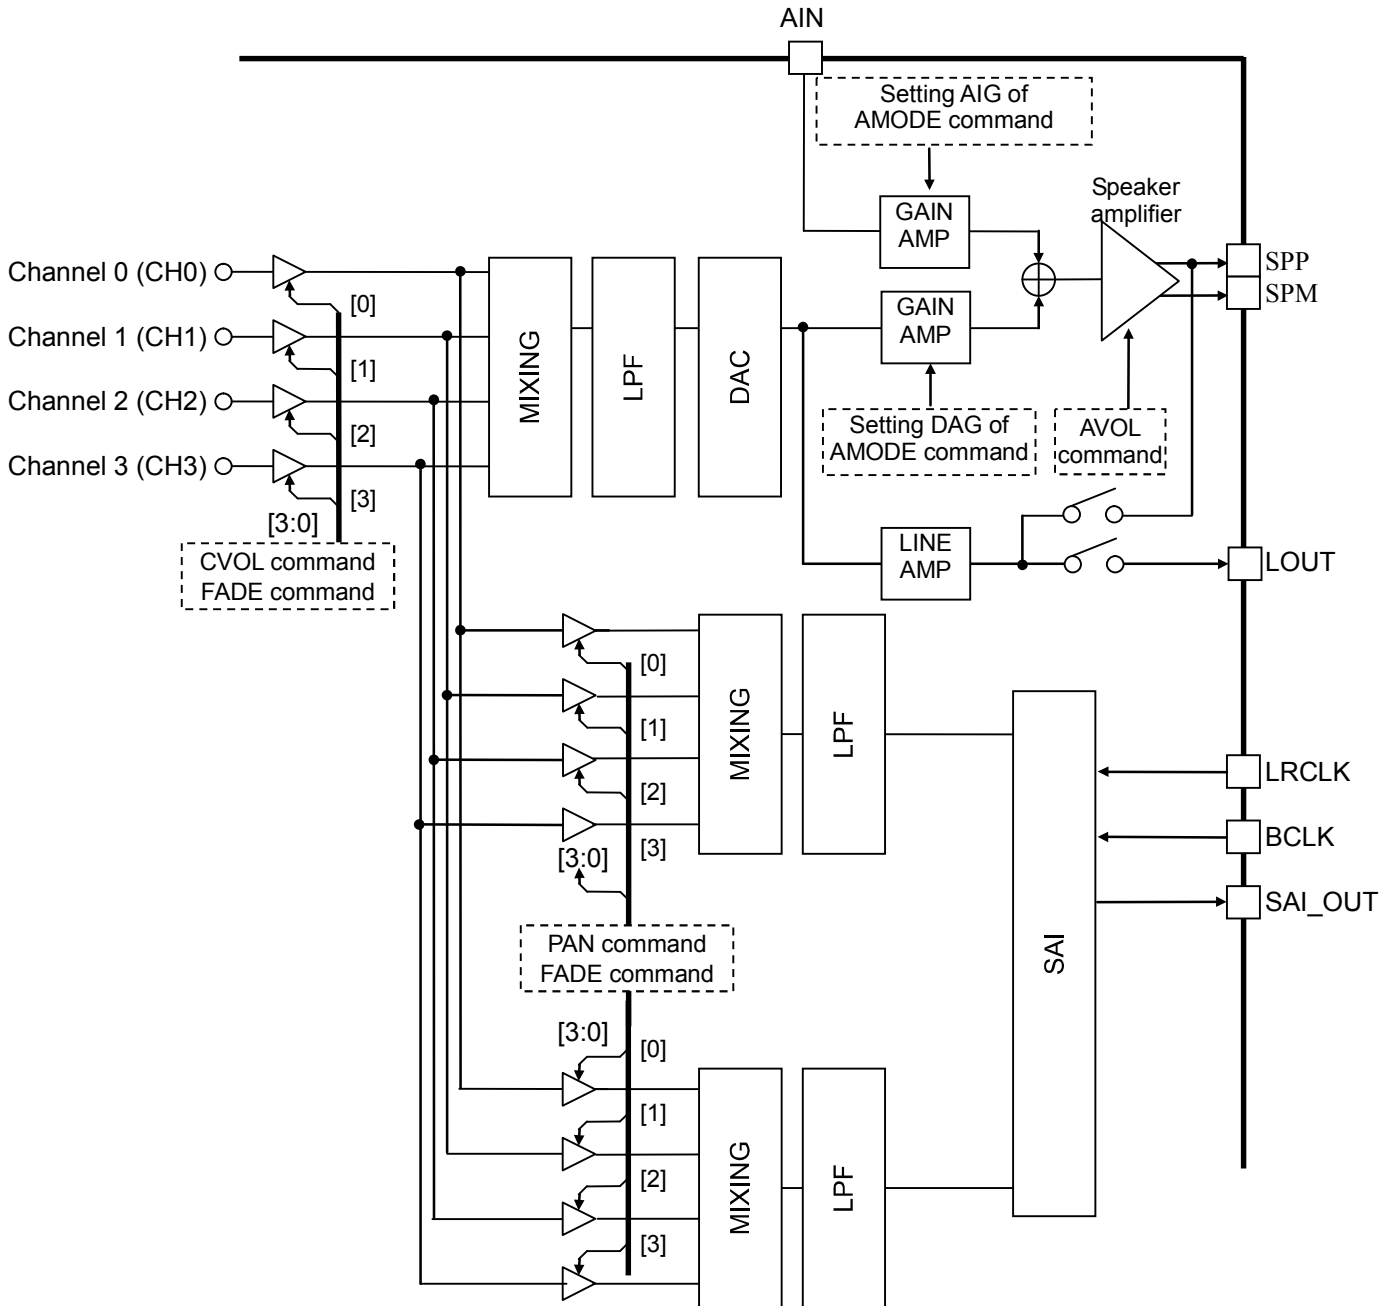 AIN
Setting AIG of
AMODE command
GAIN
AMP
Speaker
amplifier
SPP
SPM
Channel 0 (CH0)
[0]
Channel 1 (CH1)
[1]
Channel 2 (CH2)
[2]
Channel 3 (CH3)
[3]
[3:0]
CVOL command
FADE command
MIXING
LPF
DAC
GAIN
AMP
Setting DAG of
AMODE command
AVOL
command
LINE
AMP
LOUT
[0]
[1]
[2]
[3]
[3:0]
MIXING
LPF
PAN command
FADE command
SAI
LRCLK
BCLK
SAI_OUT
[3:0]
[0]
[1]
[2]
[3]
MIXING
LPF